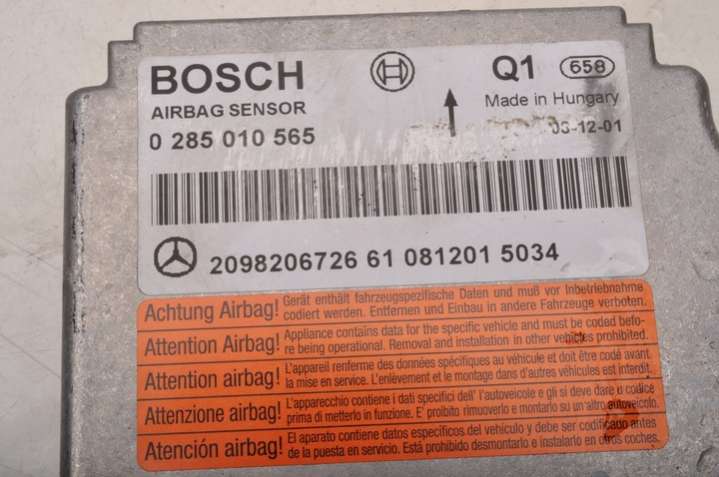 BOSCH
Q1 658
AIRBAG SENSOR
Made in Hungary
0 285 010 565
08-12-01
2098206726 61 081201 5034
Achtung Airbag! Gerät enthält fahrzeugspezifische Daten und muß vor Inbetriebnahme
codiert werden. Entfernen und Einbau in andere Fahrzeuge verboten.
Attention Airbag! Appliance contains data for the specific vehicle and must be coded befo-
re being operational. Removal and installation in other vehicles prohibited.
Attention airbag! L'appareil renferme des données spécifiques au véhicule et doit être codé avant
la mise en service. L'enlèvement et le montage dans d'autres véhicules est interdit.
Attenzione airbag! L'apparecchio contiene i dati specifici dell' l'autoveicole e gli si deve dare il codice
prima di metterlo in funzione. E' proibito rimuoverlo e montarlo su un'altro autoveicolo.
Atención airbag! El aparato contiene datos específicos del vehículo y debe ser codificado antes
de la puesta en servicio. Está prohibido desmontarlo e instalarlo en otros coches.